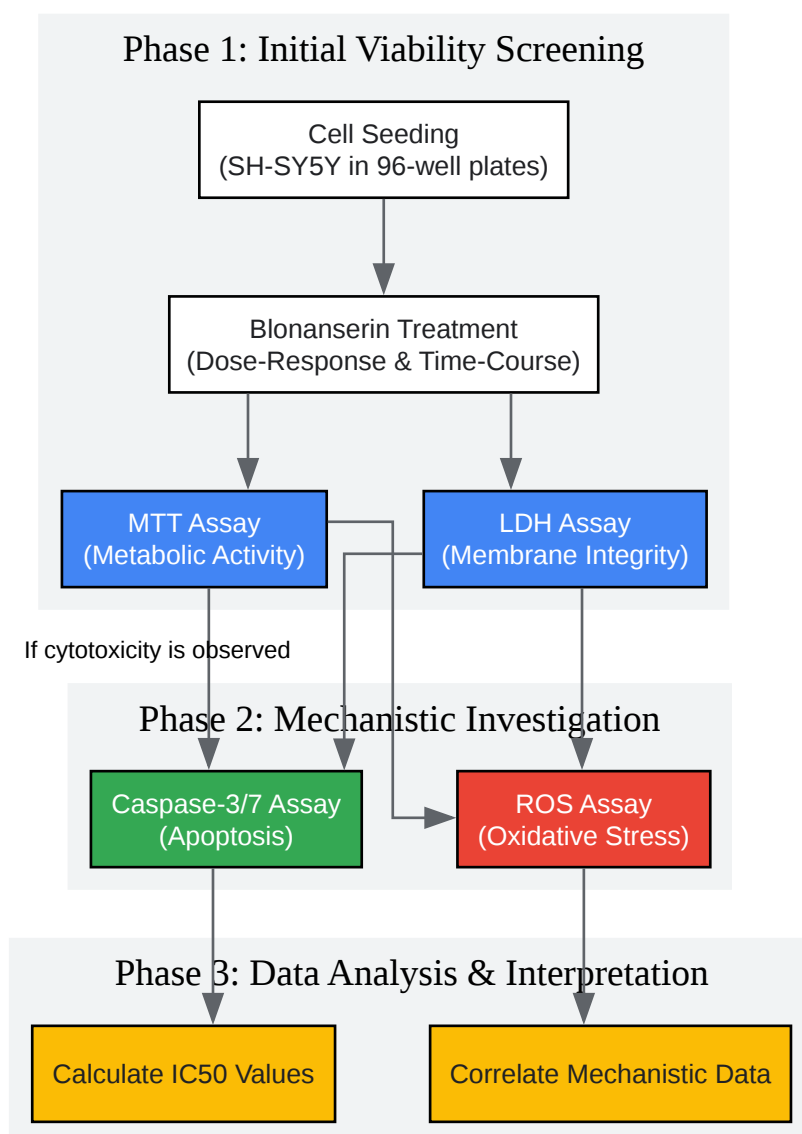 Phase 1: Initial Viability Screening
Cell Seeding
(SH-SY5Y in 96-well plates)
Blonanserin Treatment
(Dose-Response & Time-Course)
MTT Assay
(Metabolic Activity)
LDH Assay
(Membrane Integrity)
If cytotoxicity is observed
Phase 2: Mechanistic Investigation
Caspase-3/7 Assay
(Apoptosis)
ROS Assay
(Oxidative Stress)
Phase 3: Data Analysis & Interpretation
Calculate IC50 Values
Correlate Mechanistic Data